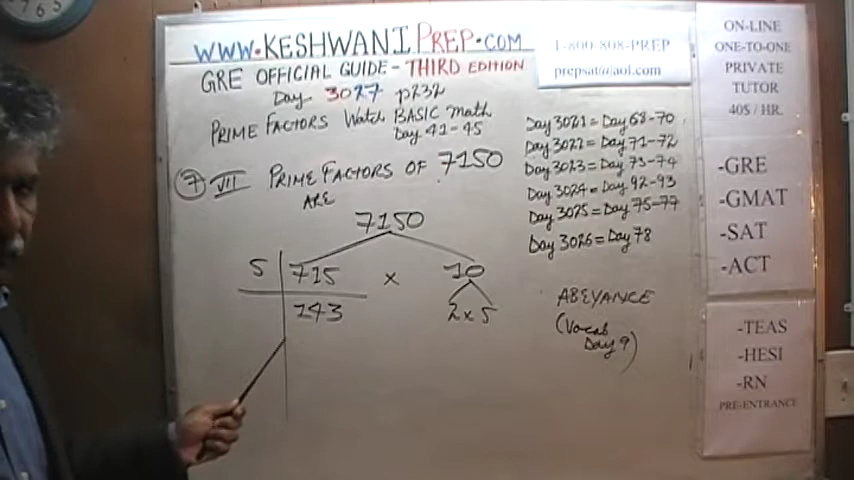 WWW.KESHWANIPREP.COM
GRE OFFICIAL GUIDE - THIRD EDITION
Day 3027 p232
PRIME FACTORS Watch BASIC Math
Day 41-45
7 VII PRIME FACTORS OF 7150
ARE
7150
5 715 x 10
143 2 x 5
1-800-808-PREP
prepsat@aol.com
Day 3021 = Day 68-70
Day 3022 = Day 71-72
Day 3023 = Day 73-74
Day 3024 = Day 92-93
Day 3025 = Day 75-77
Day 3026 = Day 78
ABEYANCE
(Vocab
Day 9)
ON-LINE
ONE-TO-ONE
PRIVATE
TUTOR
40$ / HR.
-GRE
-GMAT
-SAT
-ACT
-TEAS
-HESI
-RN
PRE-ENTRANCE